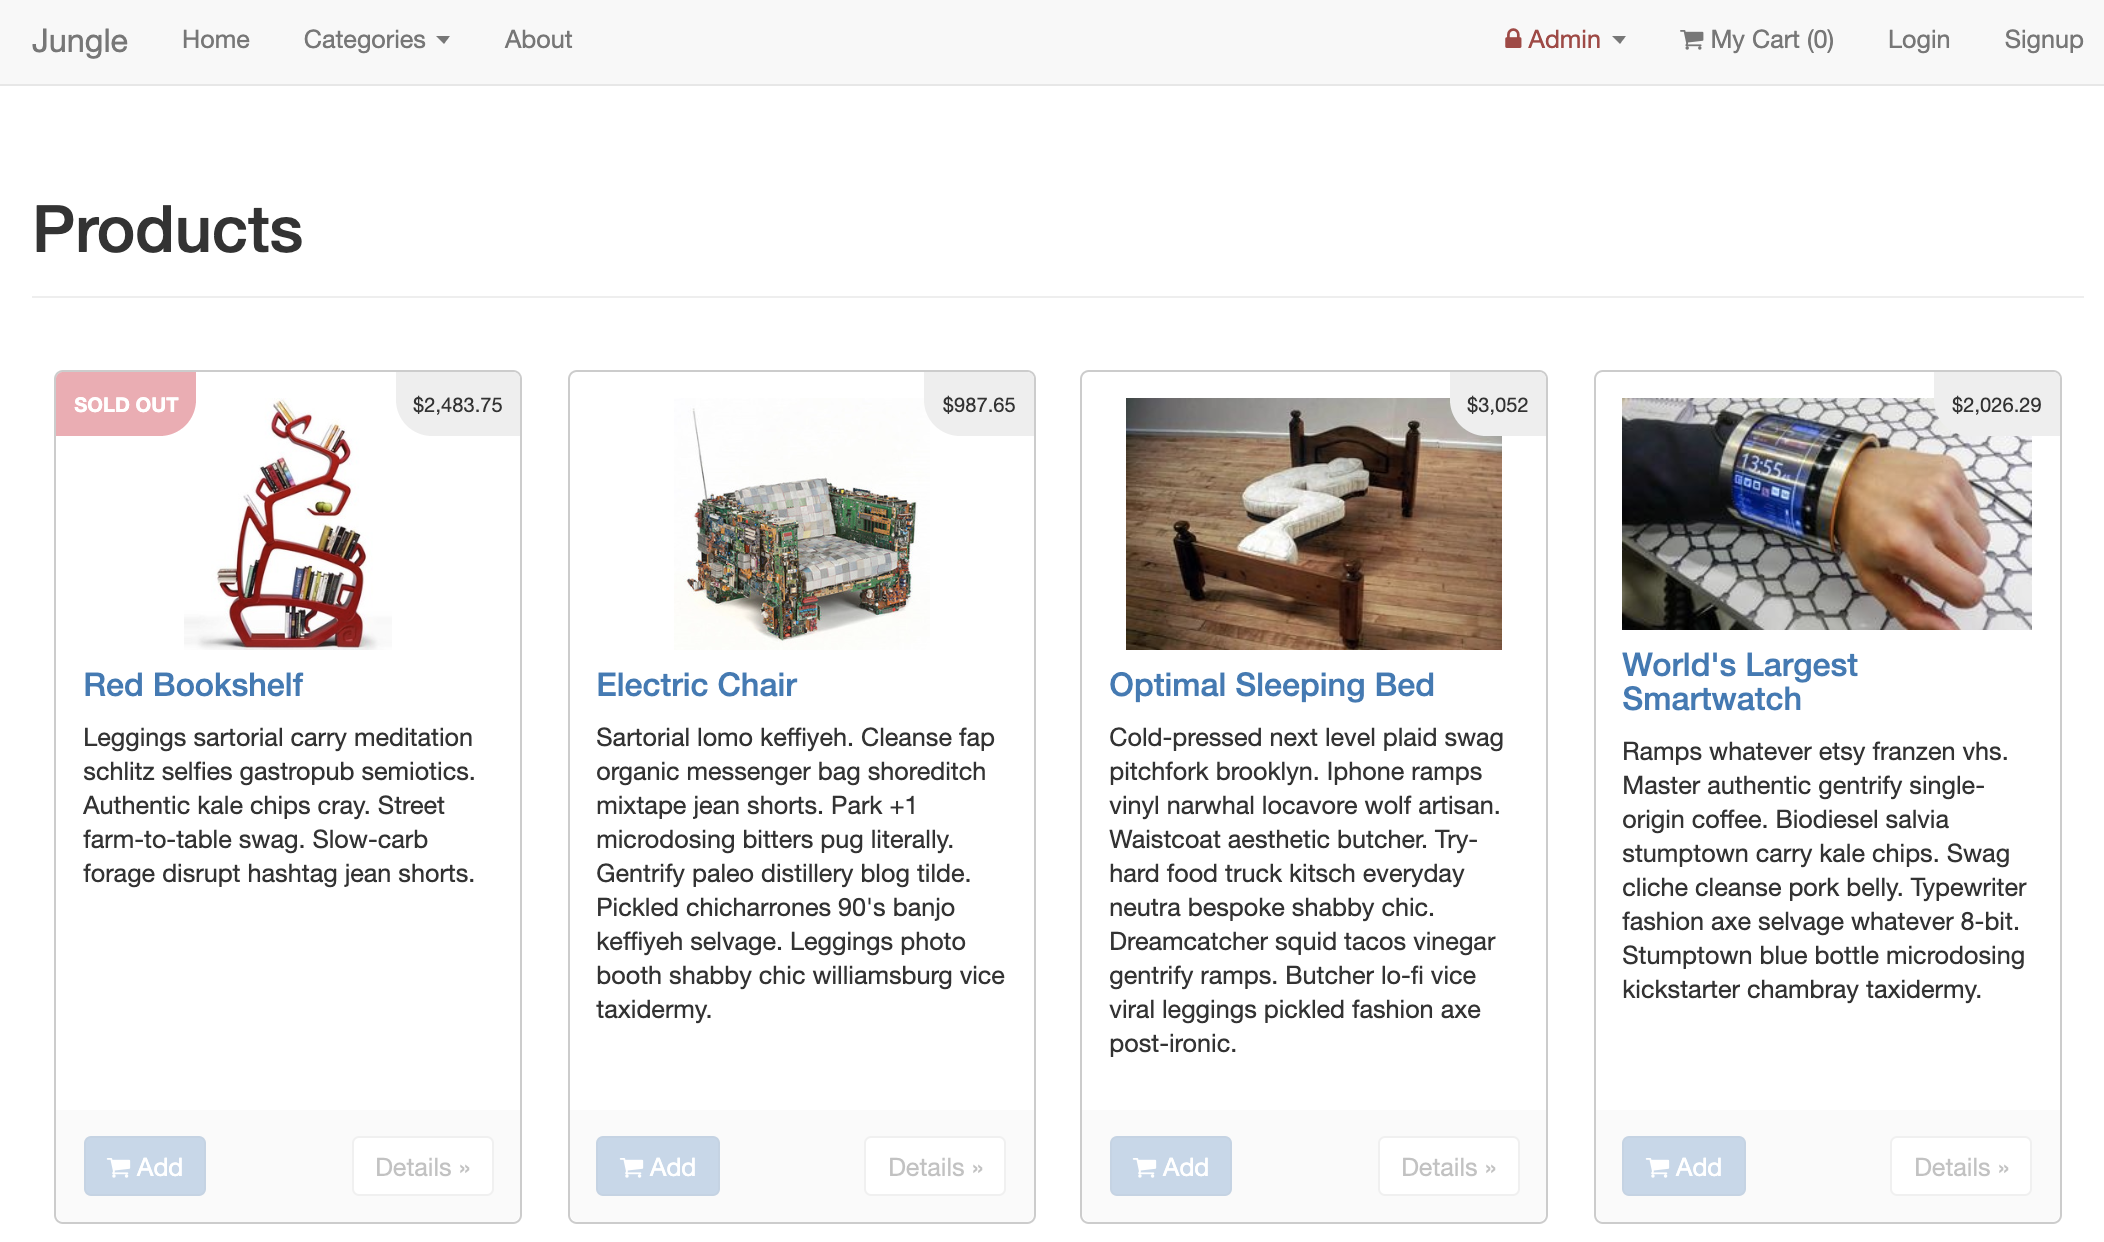 Jungle Home Categories About Admin My Cart (0) Login Signup
Products
SOLD OUT
$2,483.75
Red Bookshelf
Leggings sartorial carry meditation
schlitz selfies gastropub semiotics.
Authentic kale chips cray. Street
farm-to-table swag. Slow-carb
forage disrupt hashtag jean shorts.
Add Details »
$987.65
Electric Chair
Sartorial lomo keffiyeh. Cleanse fap
organic messenger bag shoreditch
mixtape jean shorts. Park +1
microdosing bitters pug literally.
Gentrify paleo distillery blog tilde.
Pickled chicharrones 90's banjo
keffiyeh selvage. Leggings photo
booth shabby chic williamsburg vice
taxidermy.
Add Details »
$3,052
Optimal Sleeping Bed
Cold-pressed next level plaid swag
pitchfork brooklyn. Iphone ramps
vinyl narwhal locavore wolf artisan.
Waistcoat aesthetic butcher. Try-
hard food truck kitsch everyday
neutra bespoke shabby chic.
Dreamcatcher squid tacos vinegar
gentrify ramps. Butcher lo-fi vice
viral leggings pickled fashion axe
post-ironic.
Add Details »
$2,026.29
13:55
World's Largest
Smartwatch
Ramps whatever etsy franzen vhs.
Master authentic gentrify single-
origin coffee. Biodiesel salvia
stumptown carry kale chips. Swag
cliche cleanse pork belly. Typewriter
fashion axe selvage whatever 8-bit.
Stumptown blue bottle microdosing
kickstarter chambray taxidermy.
Add Details »